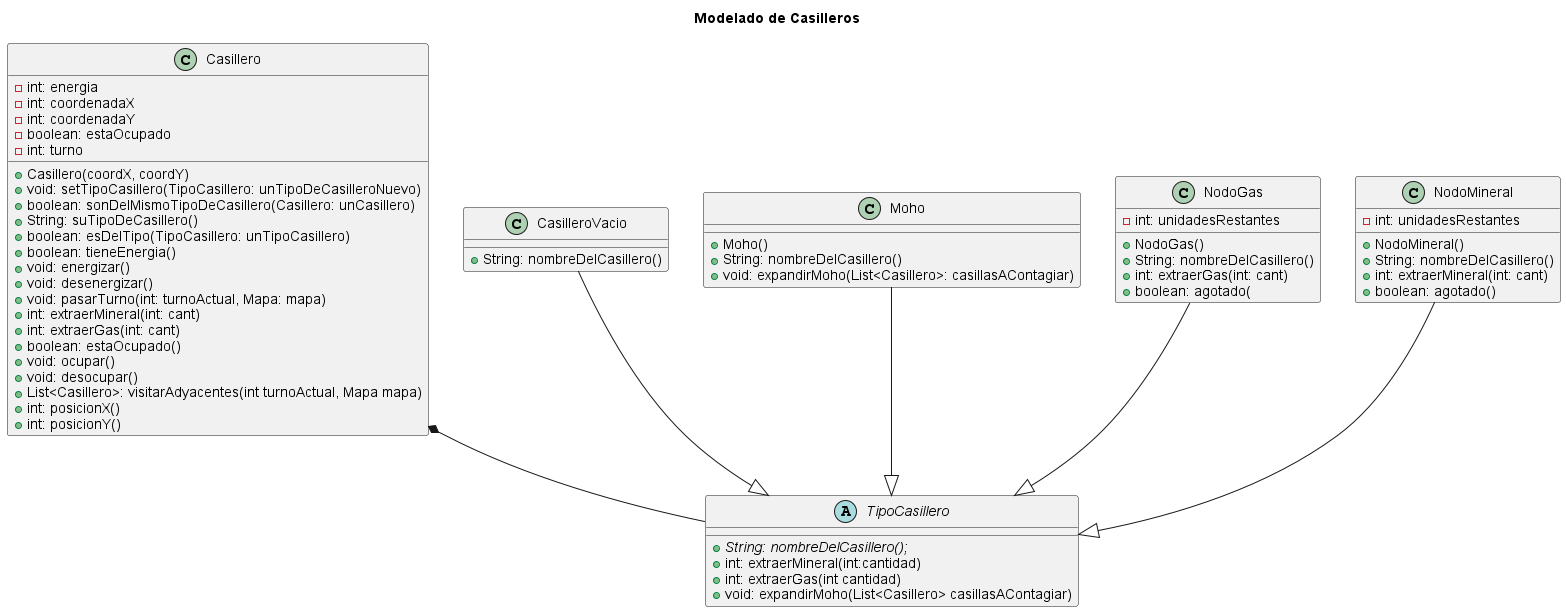 Modelado de Casilleros
C Casillero
int: energia
int: coordenadaX
int: coordenadaY
boolean: estaOcupado
int: turno
Casillero(coordX, coordY)
void: setTipoCasillero(TipoCasillero: unTipoDeCasilleroNuevo)
boolean: sonDelMismoTipoDeCasillero(Casillero: unCasillero)
String: suTipoDeCasillero()
boolean: esDelTipo(TipoCasillero: unTipoCasillero)
boolean: tieneEnergia()
void: energizar()
void: desenergizar()
void: pasarTurno(int: turnoActual, Mapa: mapa)
int: extraerMineral(int: cant)
int: extraerGas(int: cant)
boolean: estaOcupado()
void: ocupar()
void: desocupar()
List<Casillero>: visitarAdyacentes(int turnoActual, Mapa mapa)
int: posicionX()
int: posicionY()
C CasilleroVacio
String: nombreDelCasillero()
C Moho
Moho()
String: nombreDelCasillero()
void: expandirMoho(List<Casillero>: casillasAContagiar)
C NodoGas
int: unidadesRestantes
NodoGas()
String: nombreDelCasillero()
int: extraerGas(int: cant)
boolean: agotado(
C NodoMineral
int: unidadesRestantes
NodoMineral()
String: nombreDelCasillero()
int: extraerMineral(int: cant)
boolean: agotado()
A TipoCasillero
String: nombreDelCasillero();
int: extraerMineral(int:cantidad)
int: extraerGas(int cantidad)
void: expandirMoho(List<Casillero> casillasAContagiar)